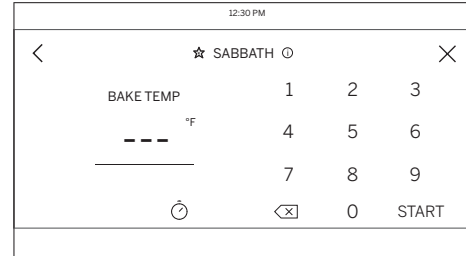 12:30 PM
SABBATH
BAKE TEMP
--- °F
1 2 3
4 5 6
7 8 9
0 START